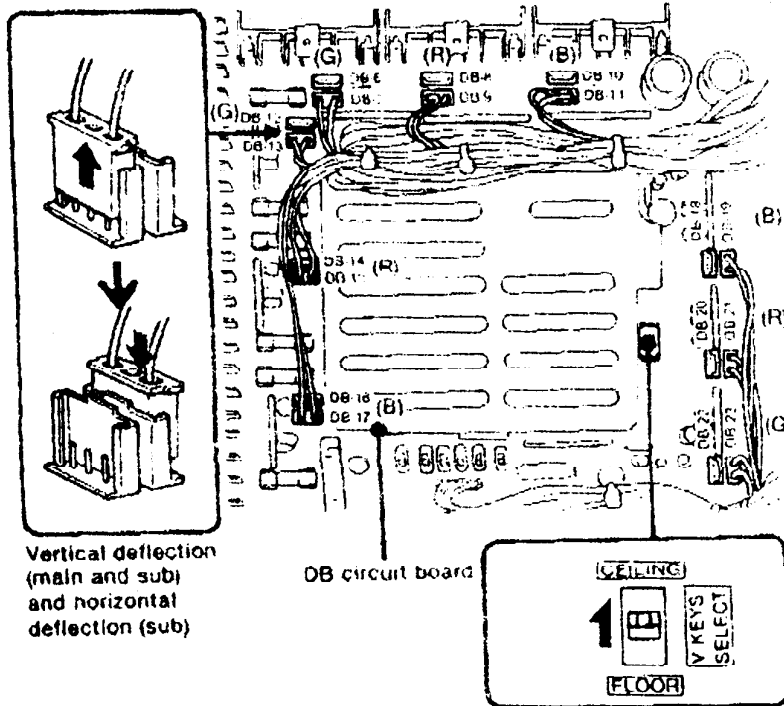 (G)
(R)
(B)
DB-8
DB-10
DB-9
DB-11
(G)
DB-13
DB-18
DB-19
(B)
DB-14
(R)
DB-20
DB-21
(R)
DB-16
(B)
DB-17
DB-22
DB-23
(G
Vertical deflection
(main and sub)
and horizontal
deflection (sub)
DB circuit board
CEILING
V KEYS
SELECT
FLOOR